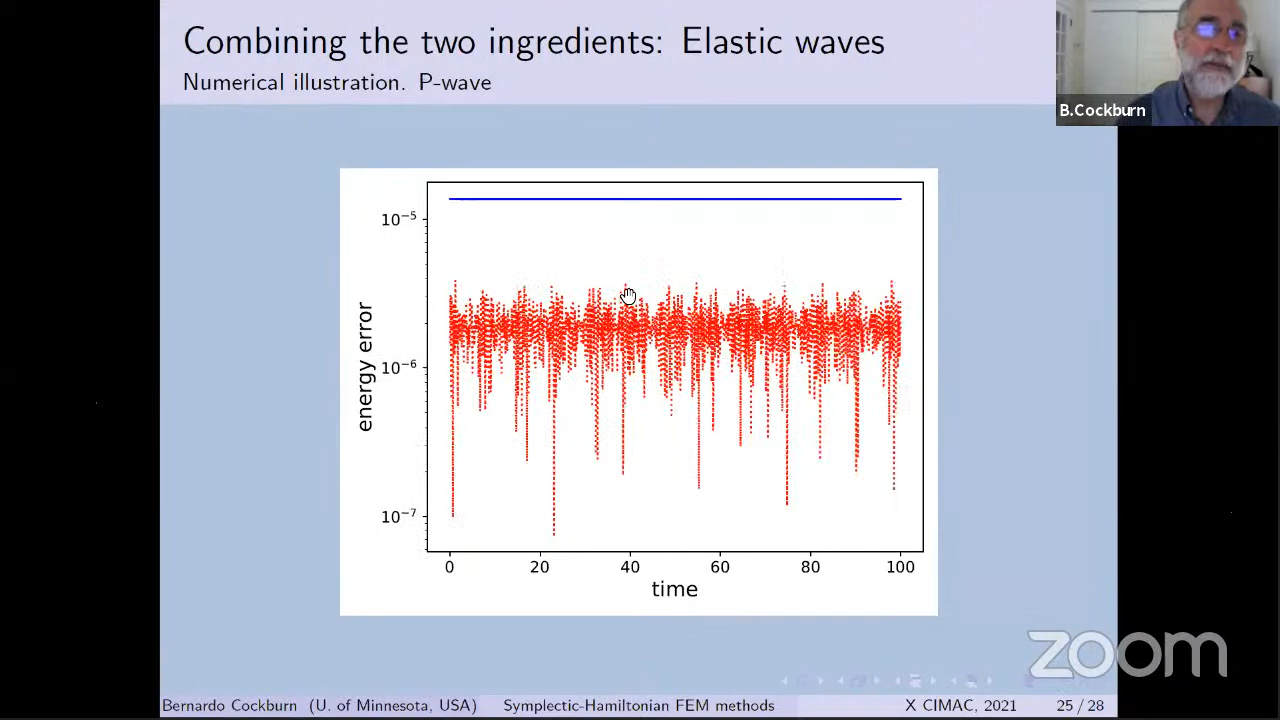 Combining the two ingredients: Elastic waves
Numerical illustration. P-wave
B.Cockburn
10⁻⁵
10⁻⁶
10⁻⁷
energy error
0 20 40 60 80 100
time
zoom
Bernardo Cockburn (U. of Minnesota, USA) Symplectic-Hamiltonian FEM methods X CIMAC, 2021 25 / 28